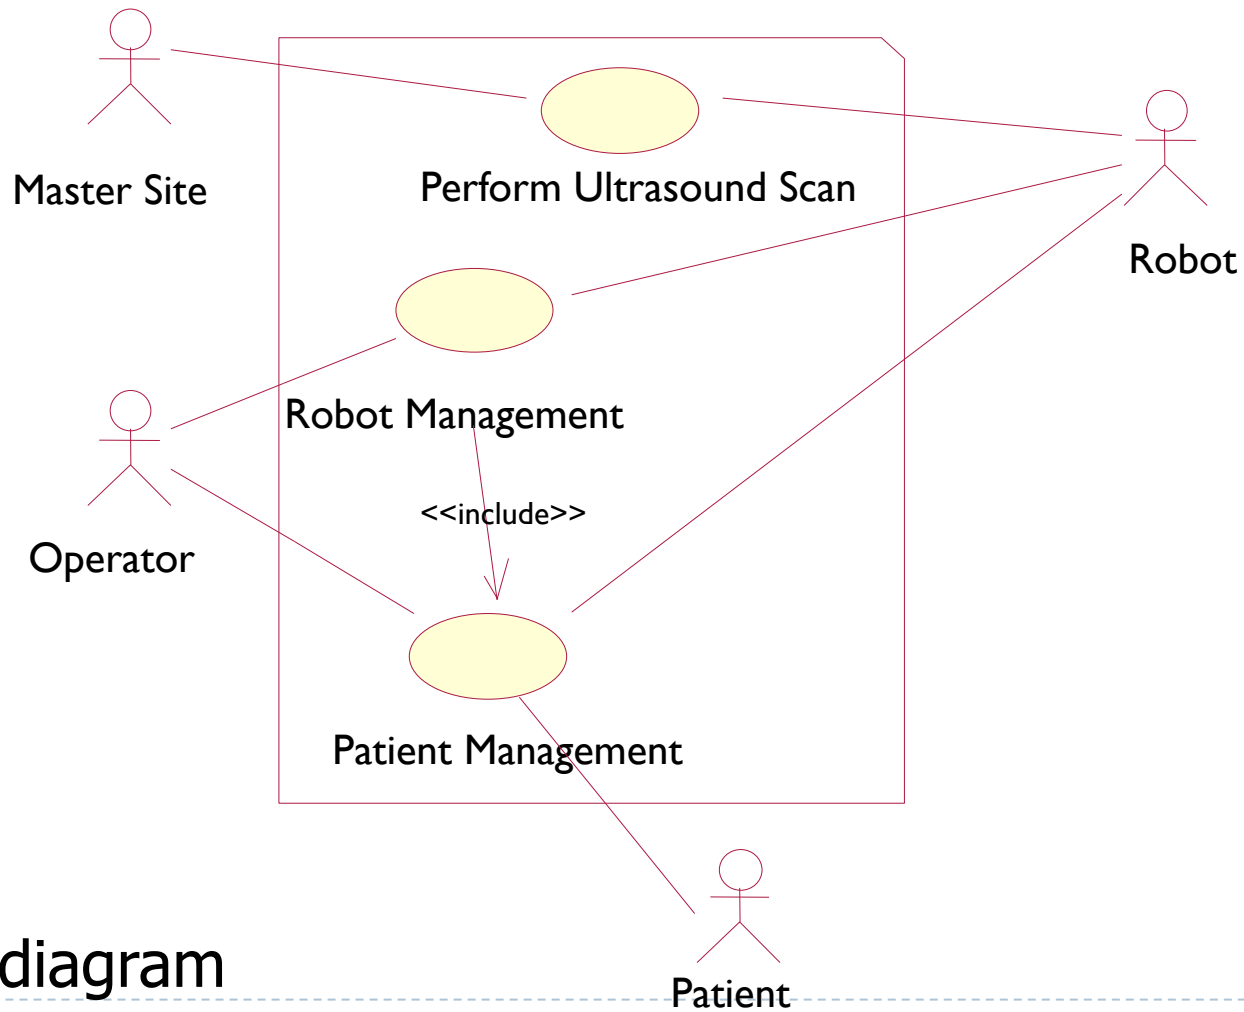 Master Site
Perform Ultrasound Scan
Robot
Robot Management
<<include>>
Operator
Patient Management
diagram
Patient